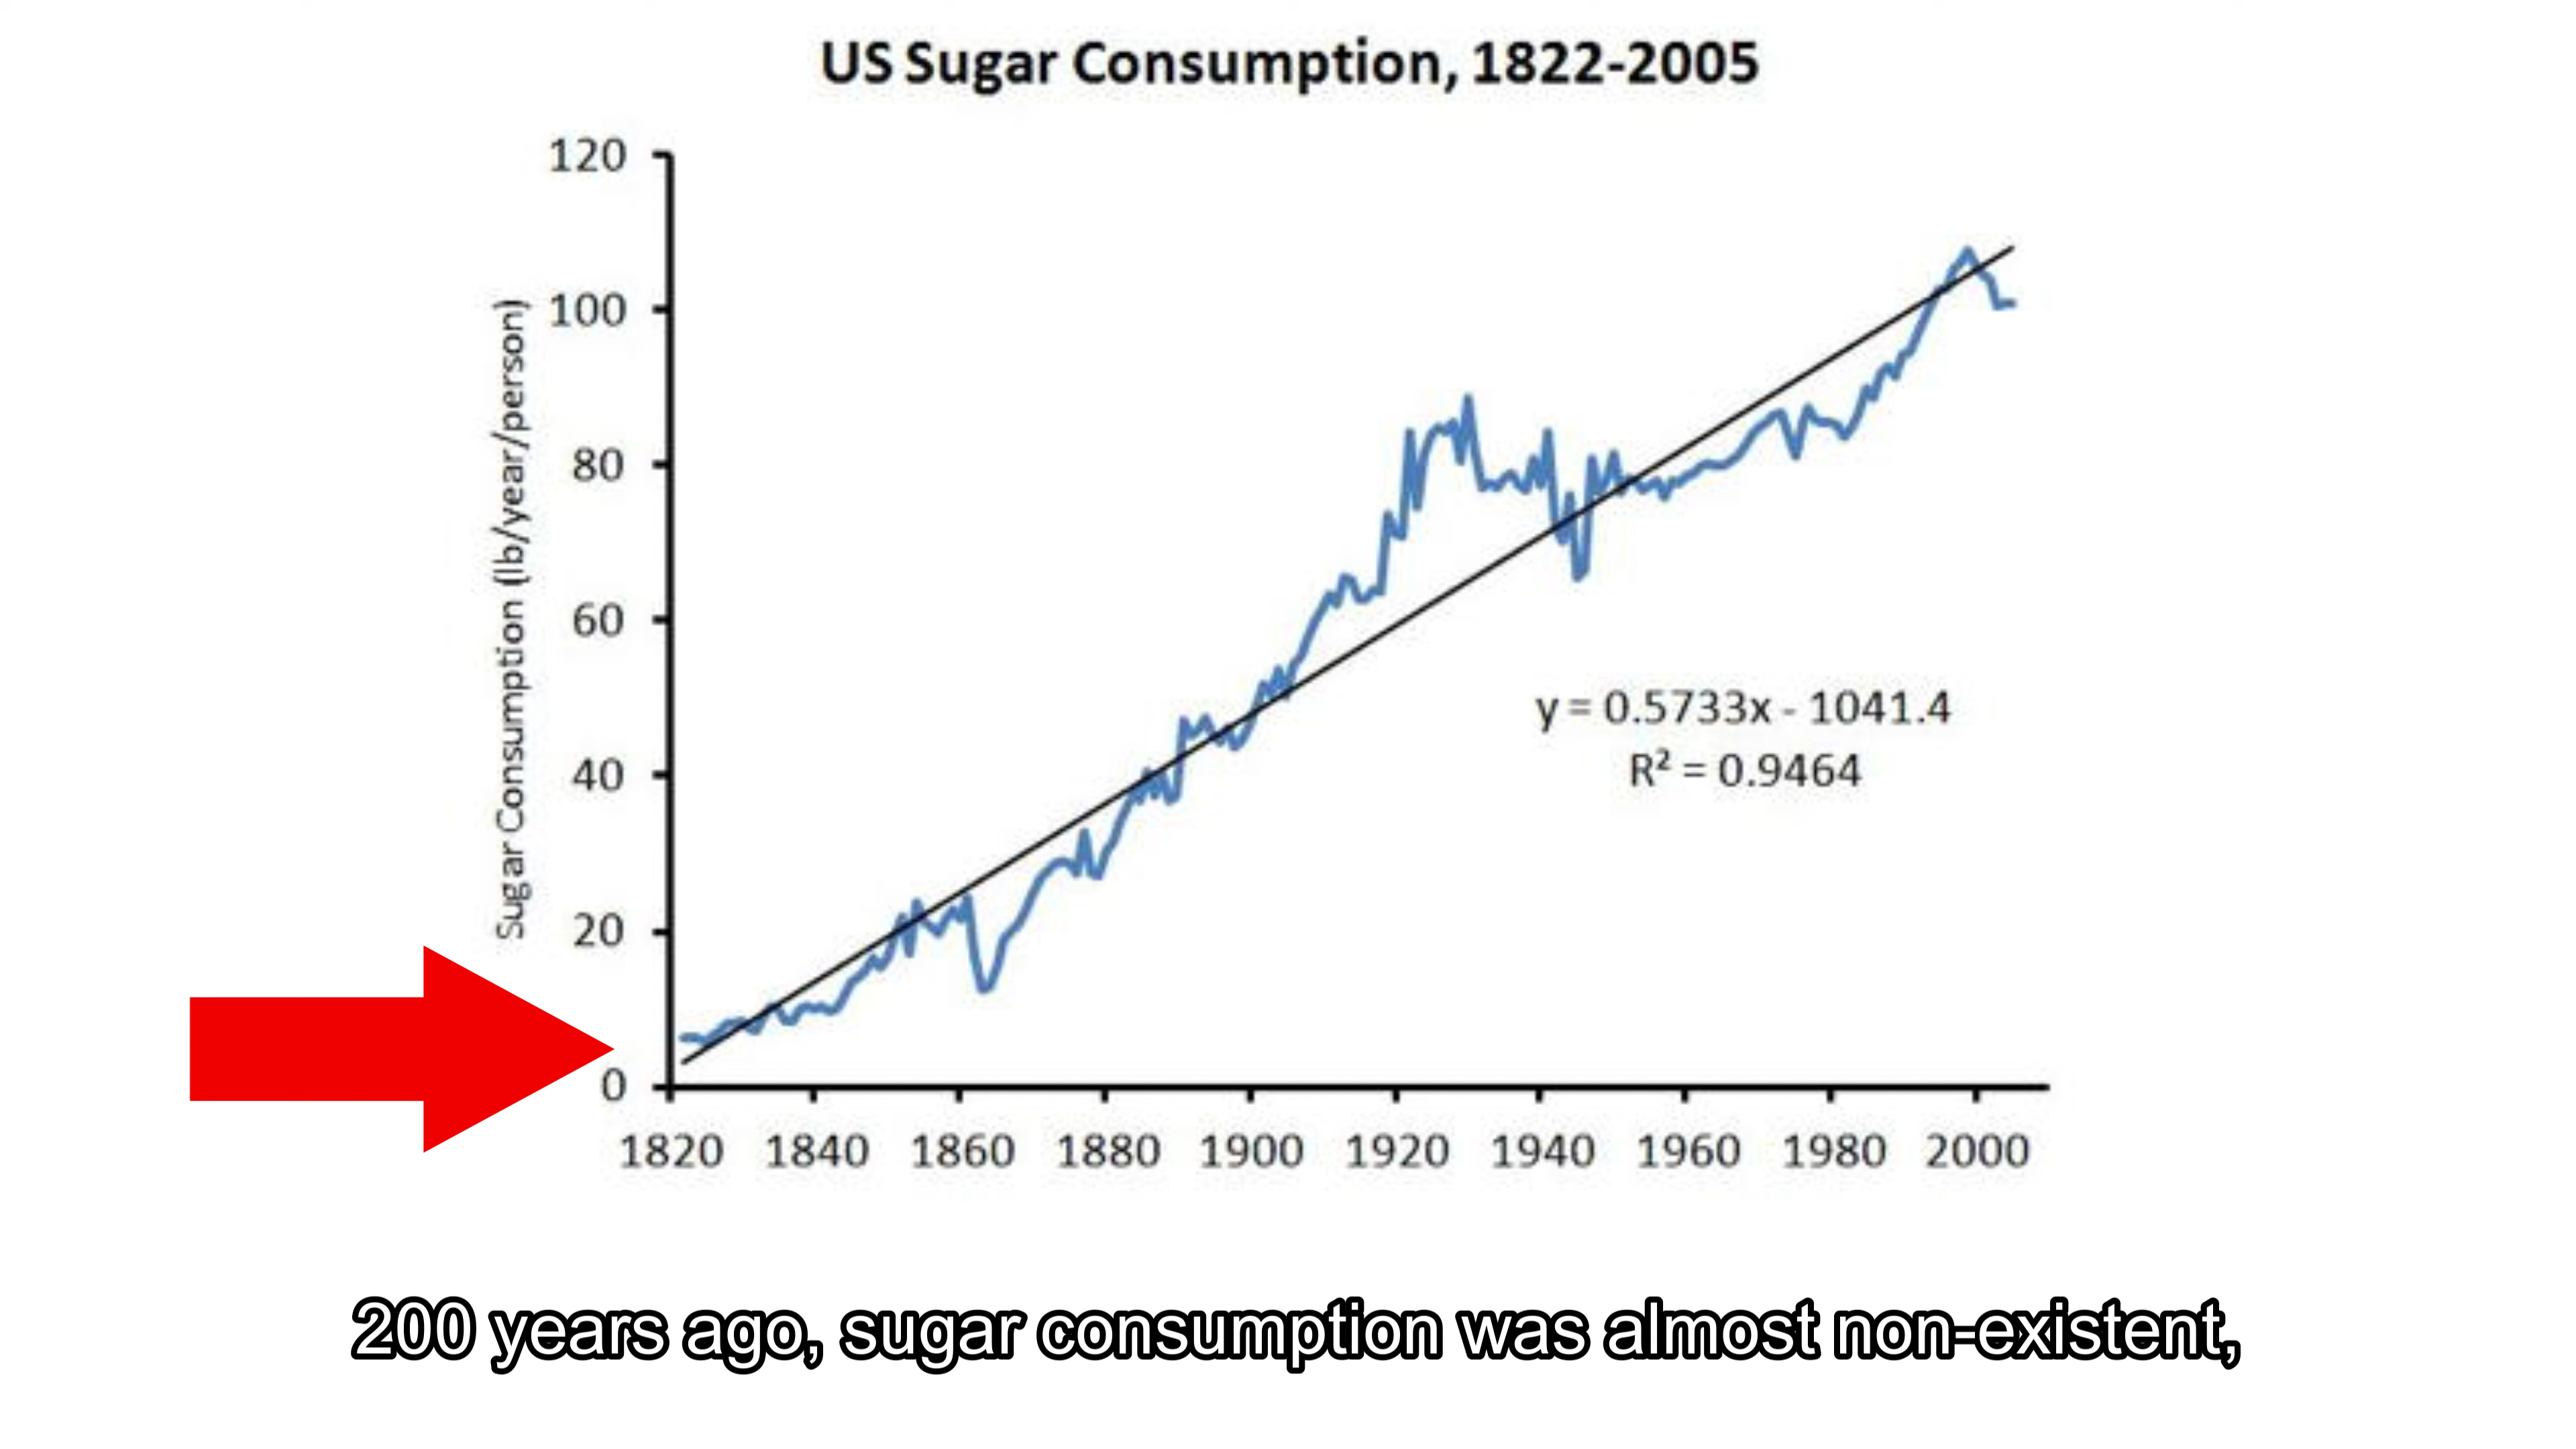 US Sugar Consumption, 1822-2005
Sugar Consumption (lb/year/person)
120
100
80
60
40
20
0
y = 0.5733x - 1041.4
R² = 0.9464
1820 1840 1860 1880 1900 1920 1940 1960 1980 2000
200 years ago, sugar consumption was almost non-existent,